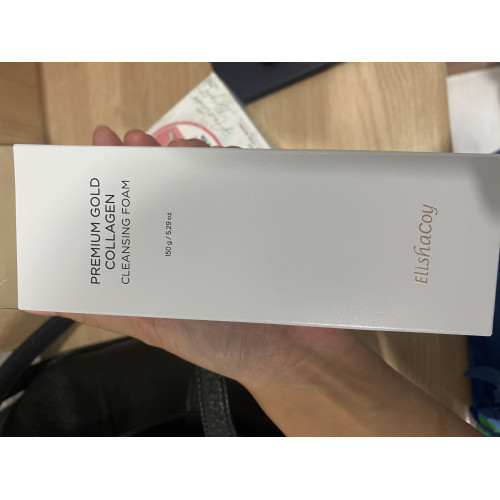 PREMIUM GOLD
COLLAGEN
CLEANSING FOAM
150 g / 5.29 oz
ElishaCoy